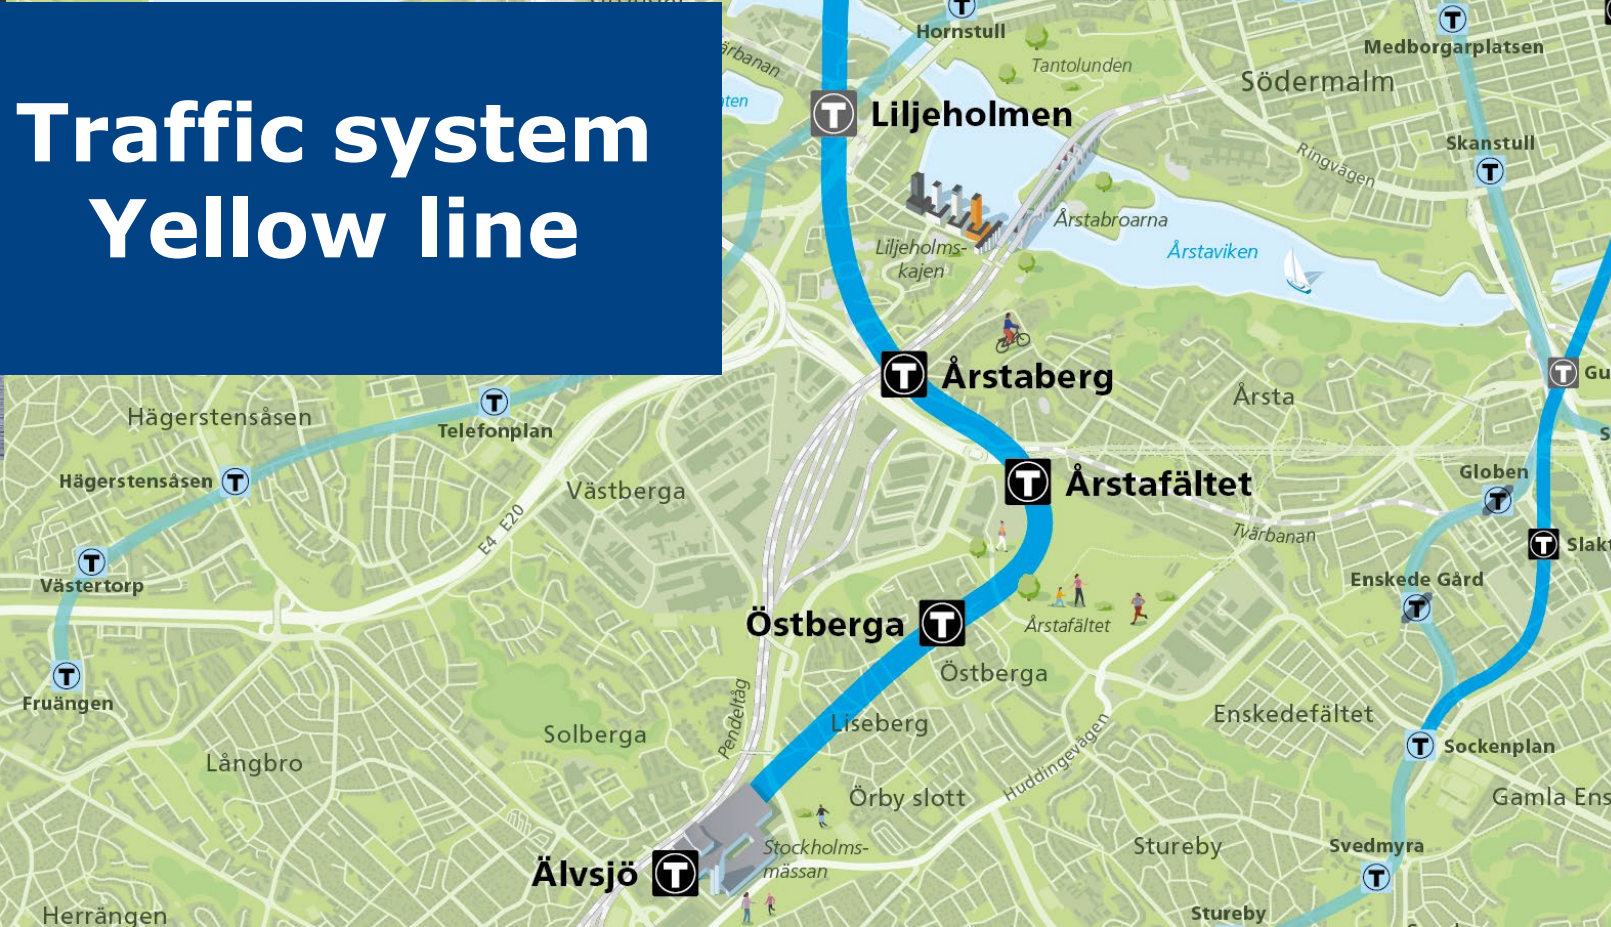 Traffic system
Yellow line
Hornstull
Medborgarplatsen
Tantolunden
Södermalm
Liljeholmen
Skanstull
Ringvägen
Årstabroarna
Årstaviken
Liljeholms-
kajen
Årstaberg
Årsta
Hägerstensåsen
Telefonplan
Hägerstensåsen
Västberga
E4 E20
Årstafältet
Globen
Tvärbanan
Västertorp
Enskede Gård
Östberga
Årstafältet
Fruängen
Östberga
Pendeltåg
Liseberg
Enskedefältet
Solberga
Huddingevägen
Sockenplan
Långbro
Örby slott
Stureby
Svedmyra
Stockholms-
mässan
Älvsjö
Stureby
Herrängen
Gamla